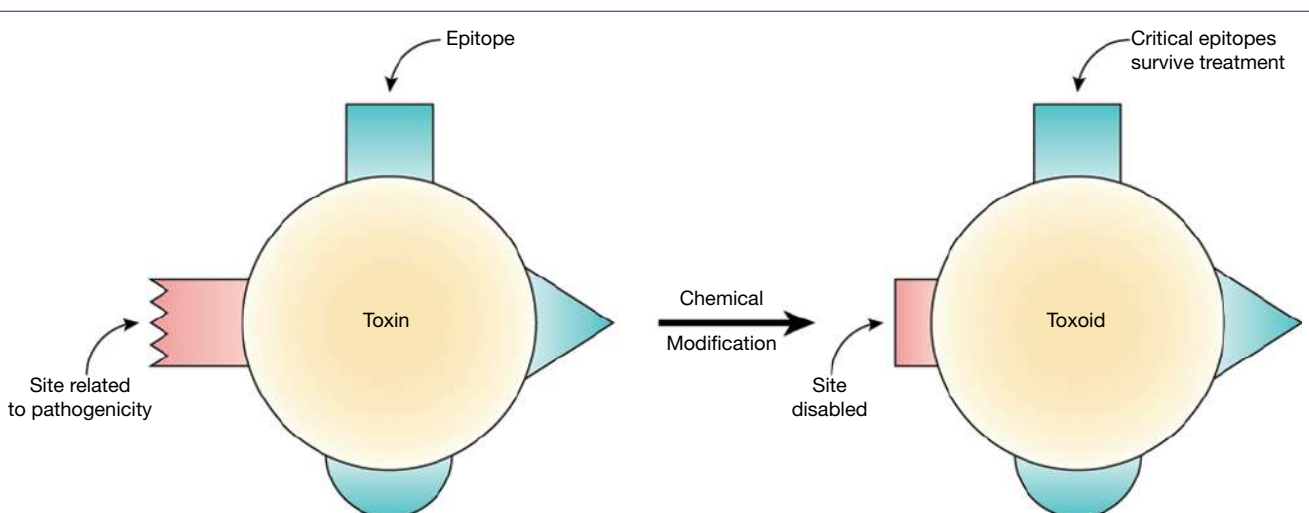 Epitope
Critical epitopes
survive treatment
Toxin
Chemical
Modification
Toxoid
Site related
to pathogenicity
Site
disabled